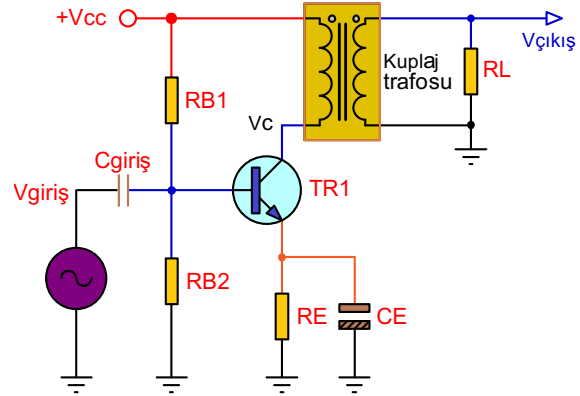 +Vcc
Vçıkış
Kuplaj
trafosu
RL
RB1
Vc
Cgiriş
Vgiriş
TR1
RB2
RE
CE